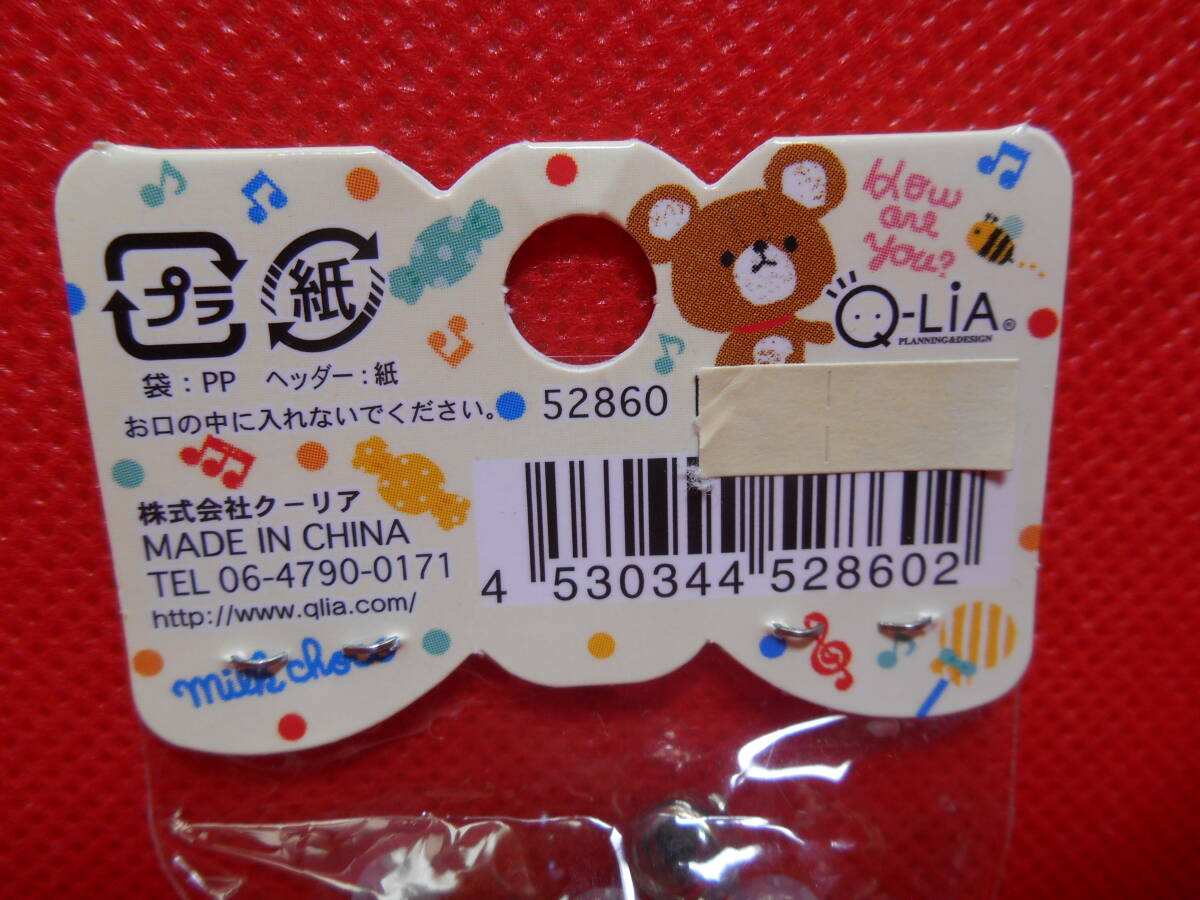 How
are
you?
Q-LiA®
PLANNING&DESIGN
プラ 紙
袋：PP ヘッダー：紙
お口の中に入れないでください。
52860
株式会社クーリア
MADE IN CHINA
TEL 06-4790-0171
http://www.qlia.com/
4 530344 528602
milk choco